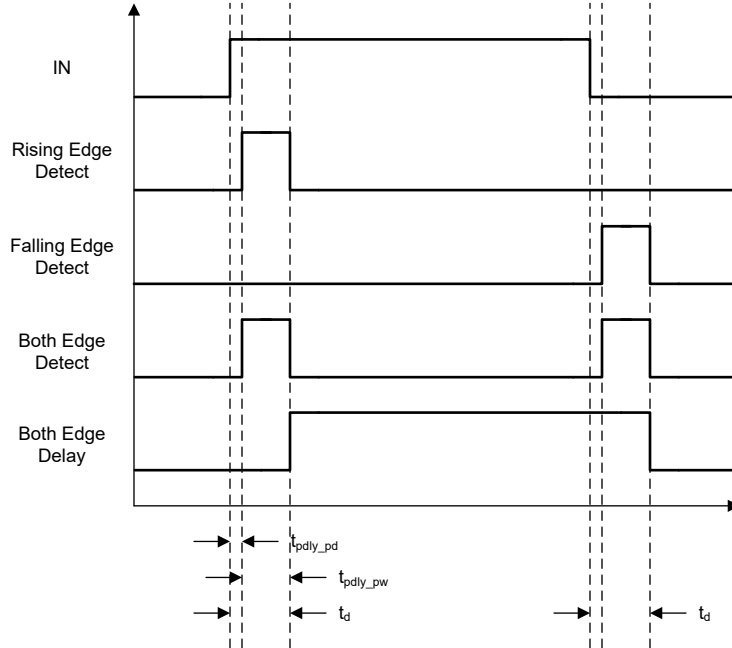 IN
Rising Edge
Detect
Falling Edge
Detect
Both Edge
Detect
Both Edge
Delay
tpdly_pd
tpdly_pw
td
td